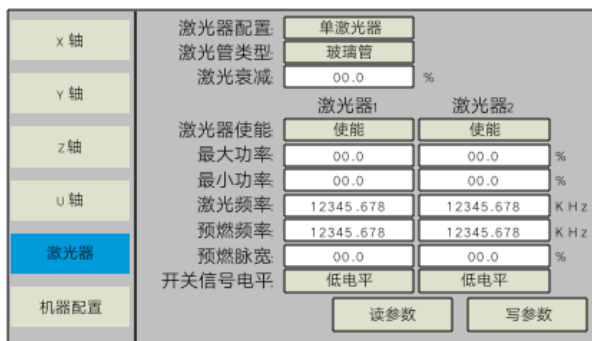 X 轴
Y 轴
Z 轴
U 轴
激光器
机器配置
激光器配置: 单激光器
激光管类型: 玻璃管
激光衰减: 00.0 %
激光器1 激光器2
激光器使能: 使能 使能
最大功率: 00.0 00.0 %
最小功率: 00.0 00.0 %
激光频率: 12345.678 12345.678 KHz
预燃频率: 12345.678 12345.678 KHz
预燃脉宽: 00.0 00.0 %
开关信号电平: 低电平 低电平
读参数 写参数